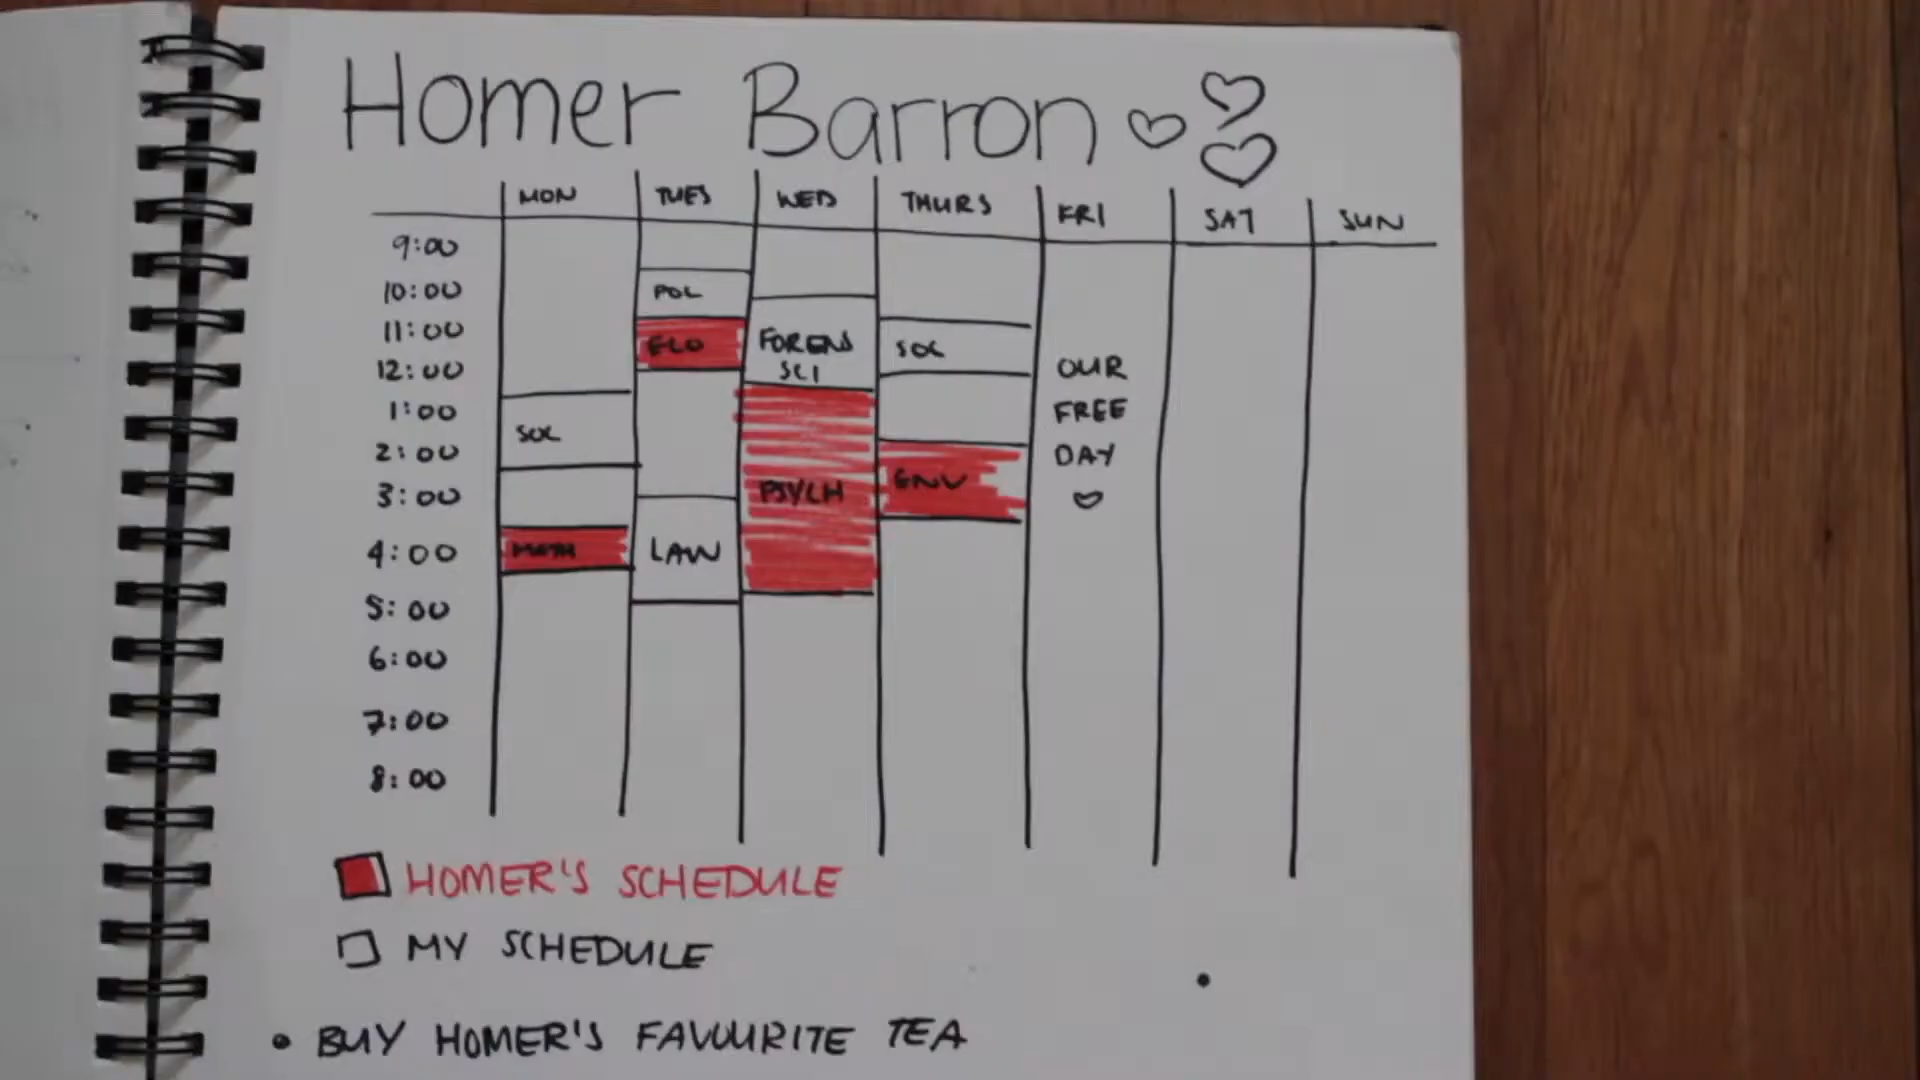 Homer Barron
MON TUES WED THURS FRI SAT SUN
9:00
10:00 POL
11:00 FORENS SOC
12:00 SCI OUR
1:00 FREE
SOC
2:00 DAY
3:00 PSYCH ENV
4:00 MATH LAW
5:00
6:00
7:00
8:00
HOMER'S SCHEDULE
MY SCHEDULE
• BUY HOMER'S FAVOURITE TEA